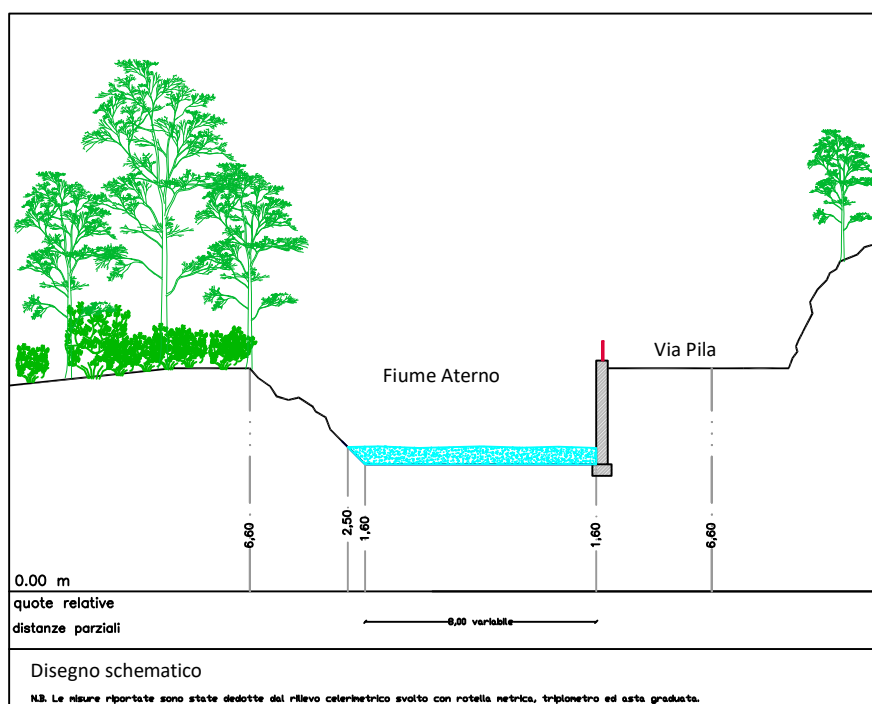 Via Pila
Fiume Aterno
6,60
2,50
1,60
1,60
6,60
0.00 m
quote relative
distanze parziali
8,00 variabile
Disegno schematico
N.B. Le misure riportate sono state dedotte dal rilievo celerimetrico svolto con rotella metrica, triplometro ed asta graduata.